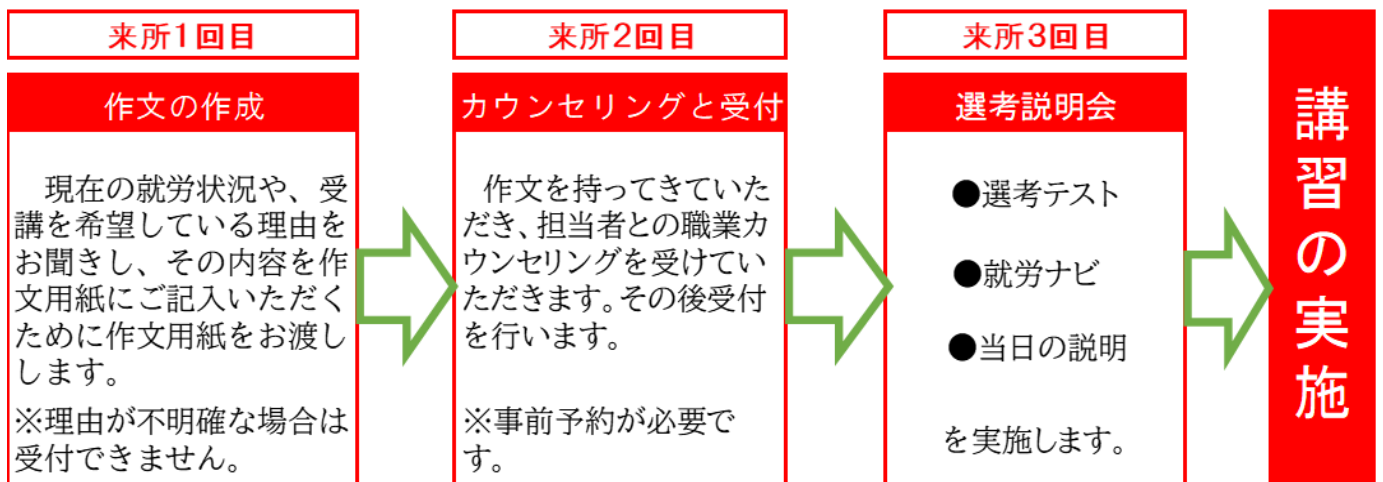 来所1回目
作文の作成
現在の就労状況や、受
講を希望している理由を
お聞きし、その内容を作
文用紙にご記入いただく
ために作文用紙をお渡し
します。
※理由が不明確な場合は
受付できません。
来所2回目
カウンセリングと受付
作文を持ってきていた
だき、担当者との職業カ
ウンセリングを受けてい
ただきます。その後受付
を行います。
※事前予約が必要で
す。
来所3回目
選考説明会
●選考テスト
●就労ナビ
●当日の説明
を実施します。
講習の実施